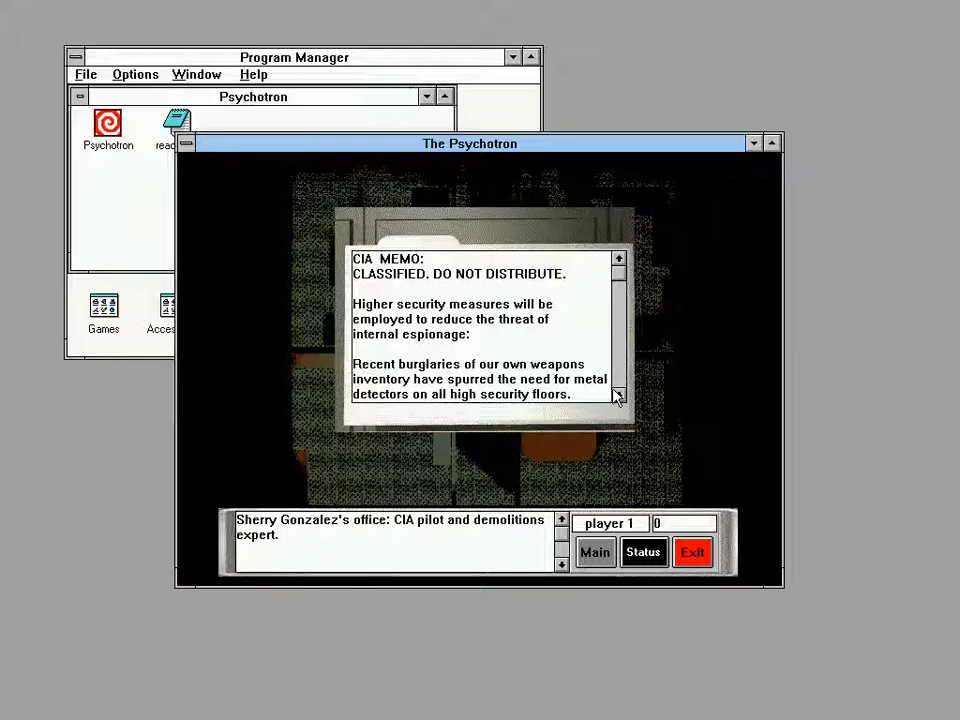 Program Manager
File Options Window Help
Psychotron
Psychotron
The Psychotron
CIA MEMO:
CLASSIFIED. DO NOT DISTRIBUTE.
Higher security measures will be
employed to reduce the threat of
internal espionage:
Recent burglaries of our own weapons
inventory have spurred the need for metal
detectors on all high security floors.
Games
Sherry Gonzalez's office: CIA pilot and demolitions
expert.
player 1 0
Main Status Exit